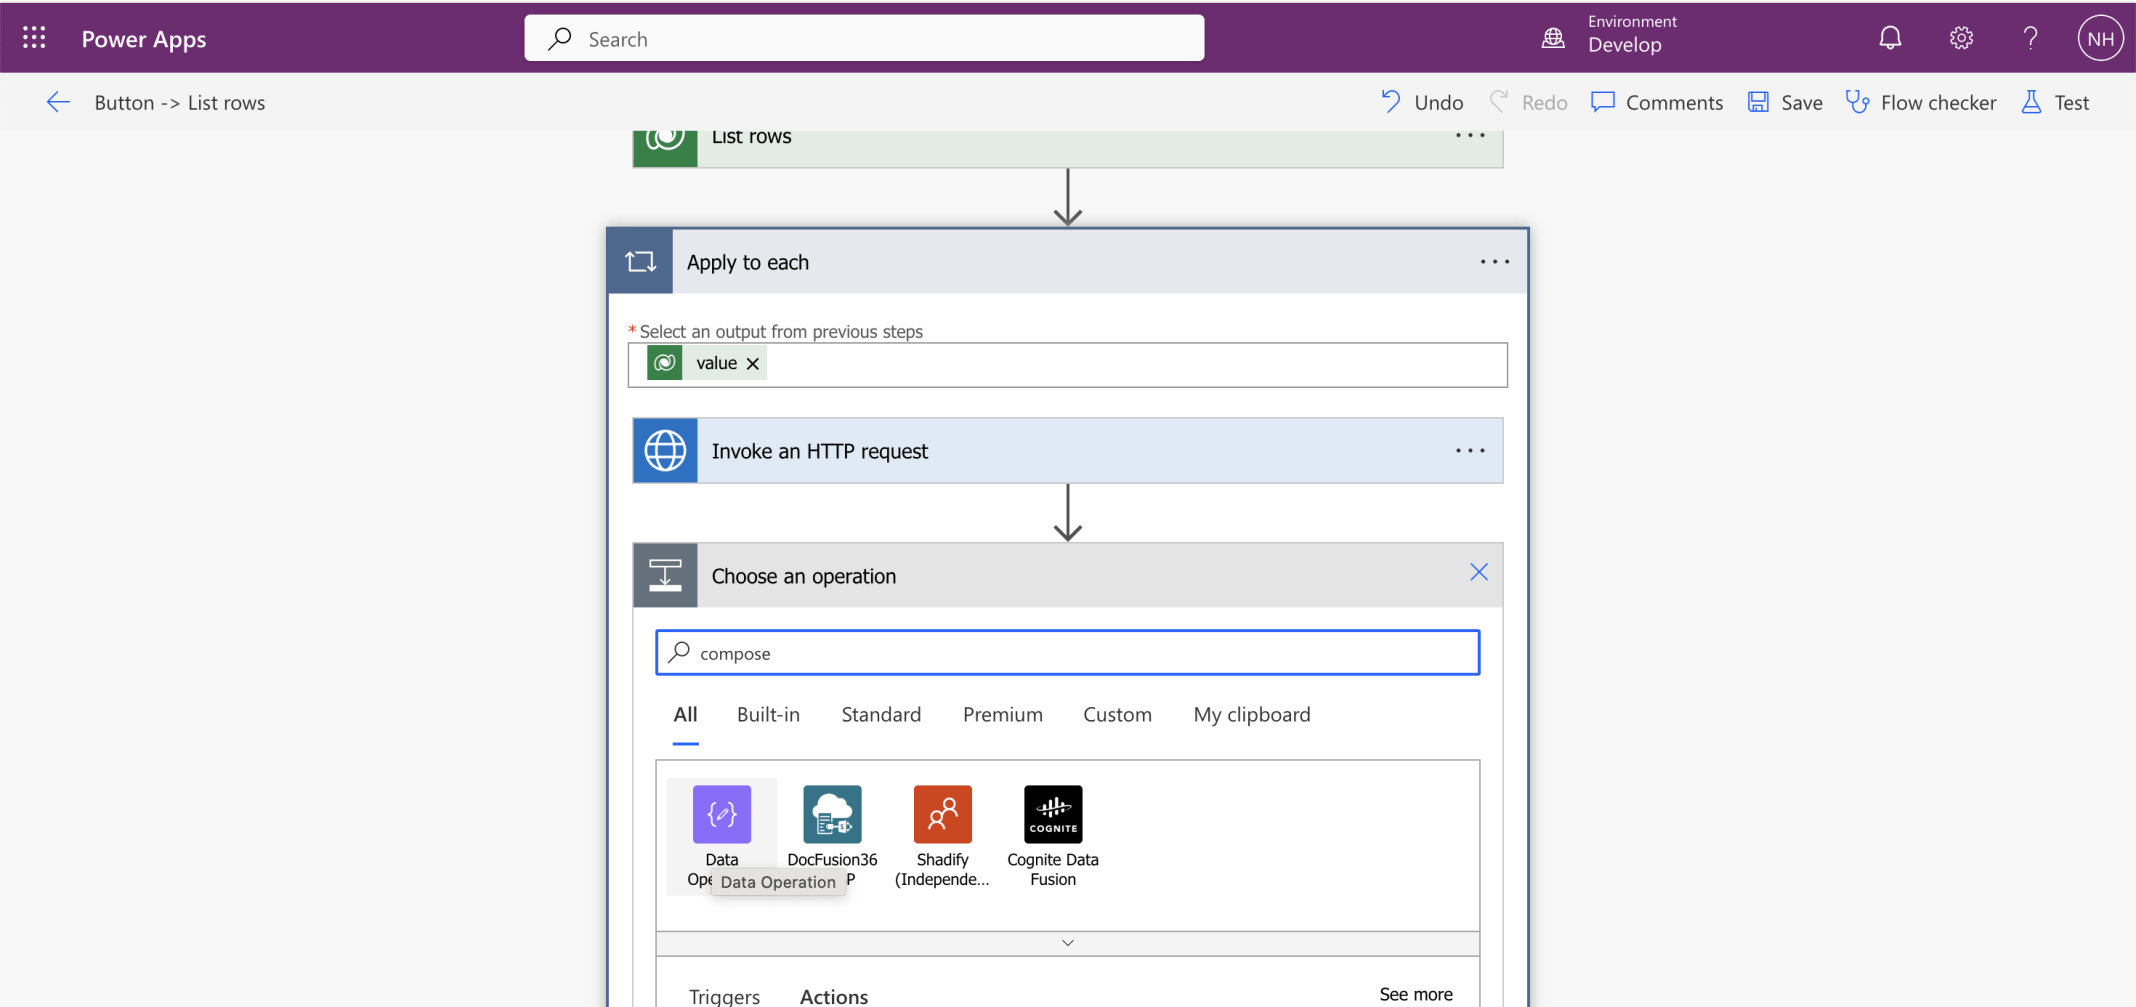 Power Apps
Search
Environment
Develop
?
NH
Button -> List rows
Undo
Redo
Comments
Save
Flow checker
Test
List rows
Apply to each
* Select an output from previous steps
value
Invoke an HTTP request
Choose an operation
compose
All
Built-in
Standard
Premium
Custom
My clipboard
Data
Ope
Data Operation
DocFusion36
P
Shadify
(Independe...
COGNITE
Cognite Data
Fusion
Triggers
Actions
See more